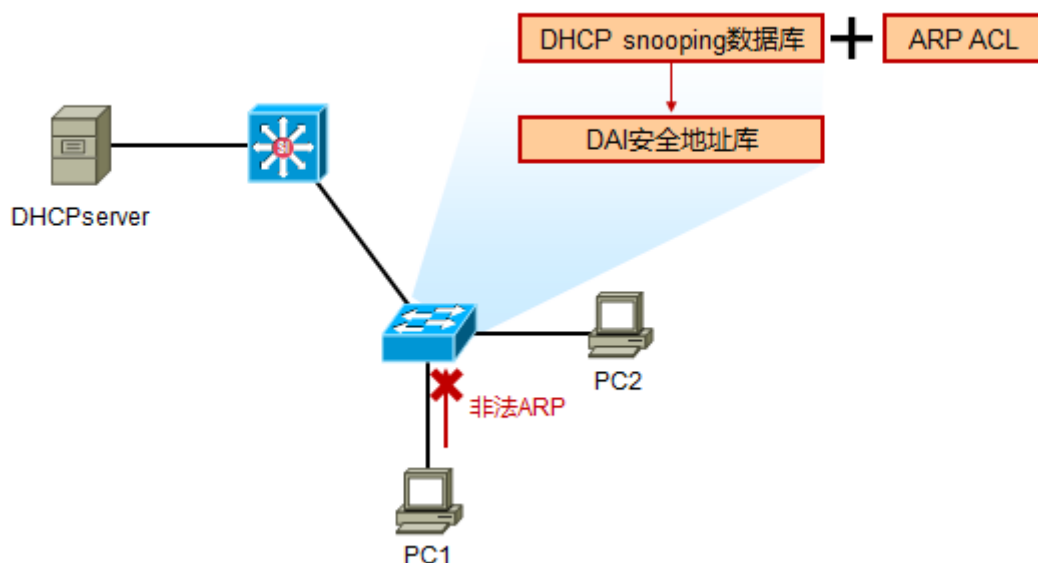 DHCP snooping数据库
ARP ACL
DAI安全地址库
SI
DHCPserver
PC2
非法ARP
PC1